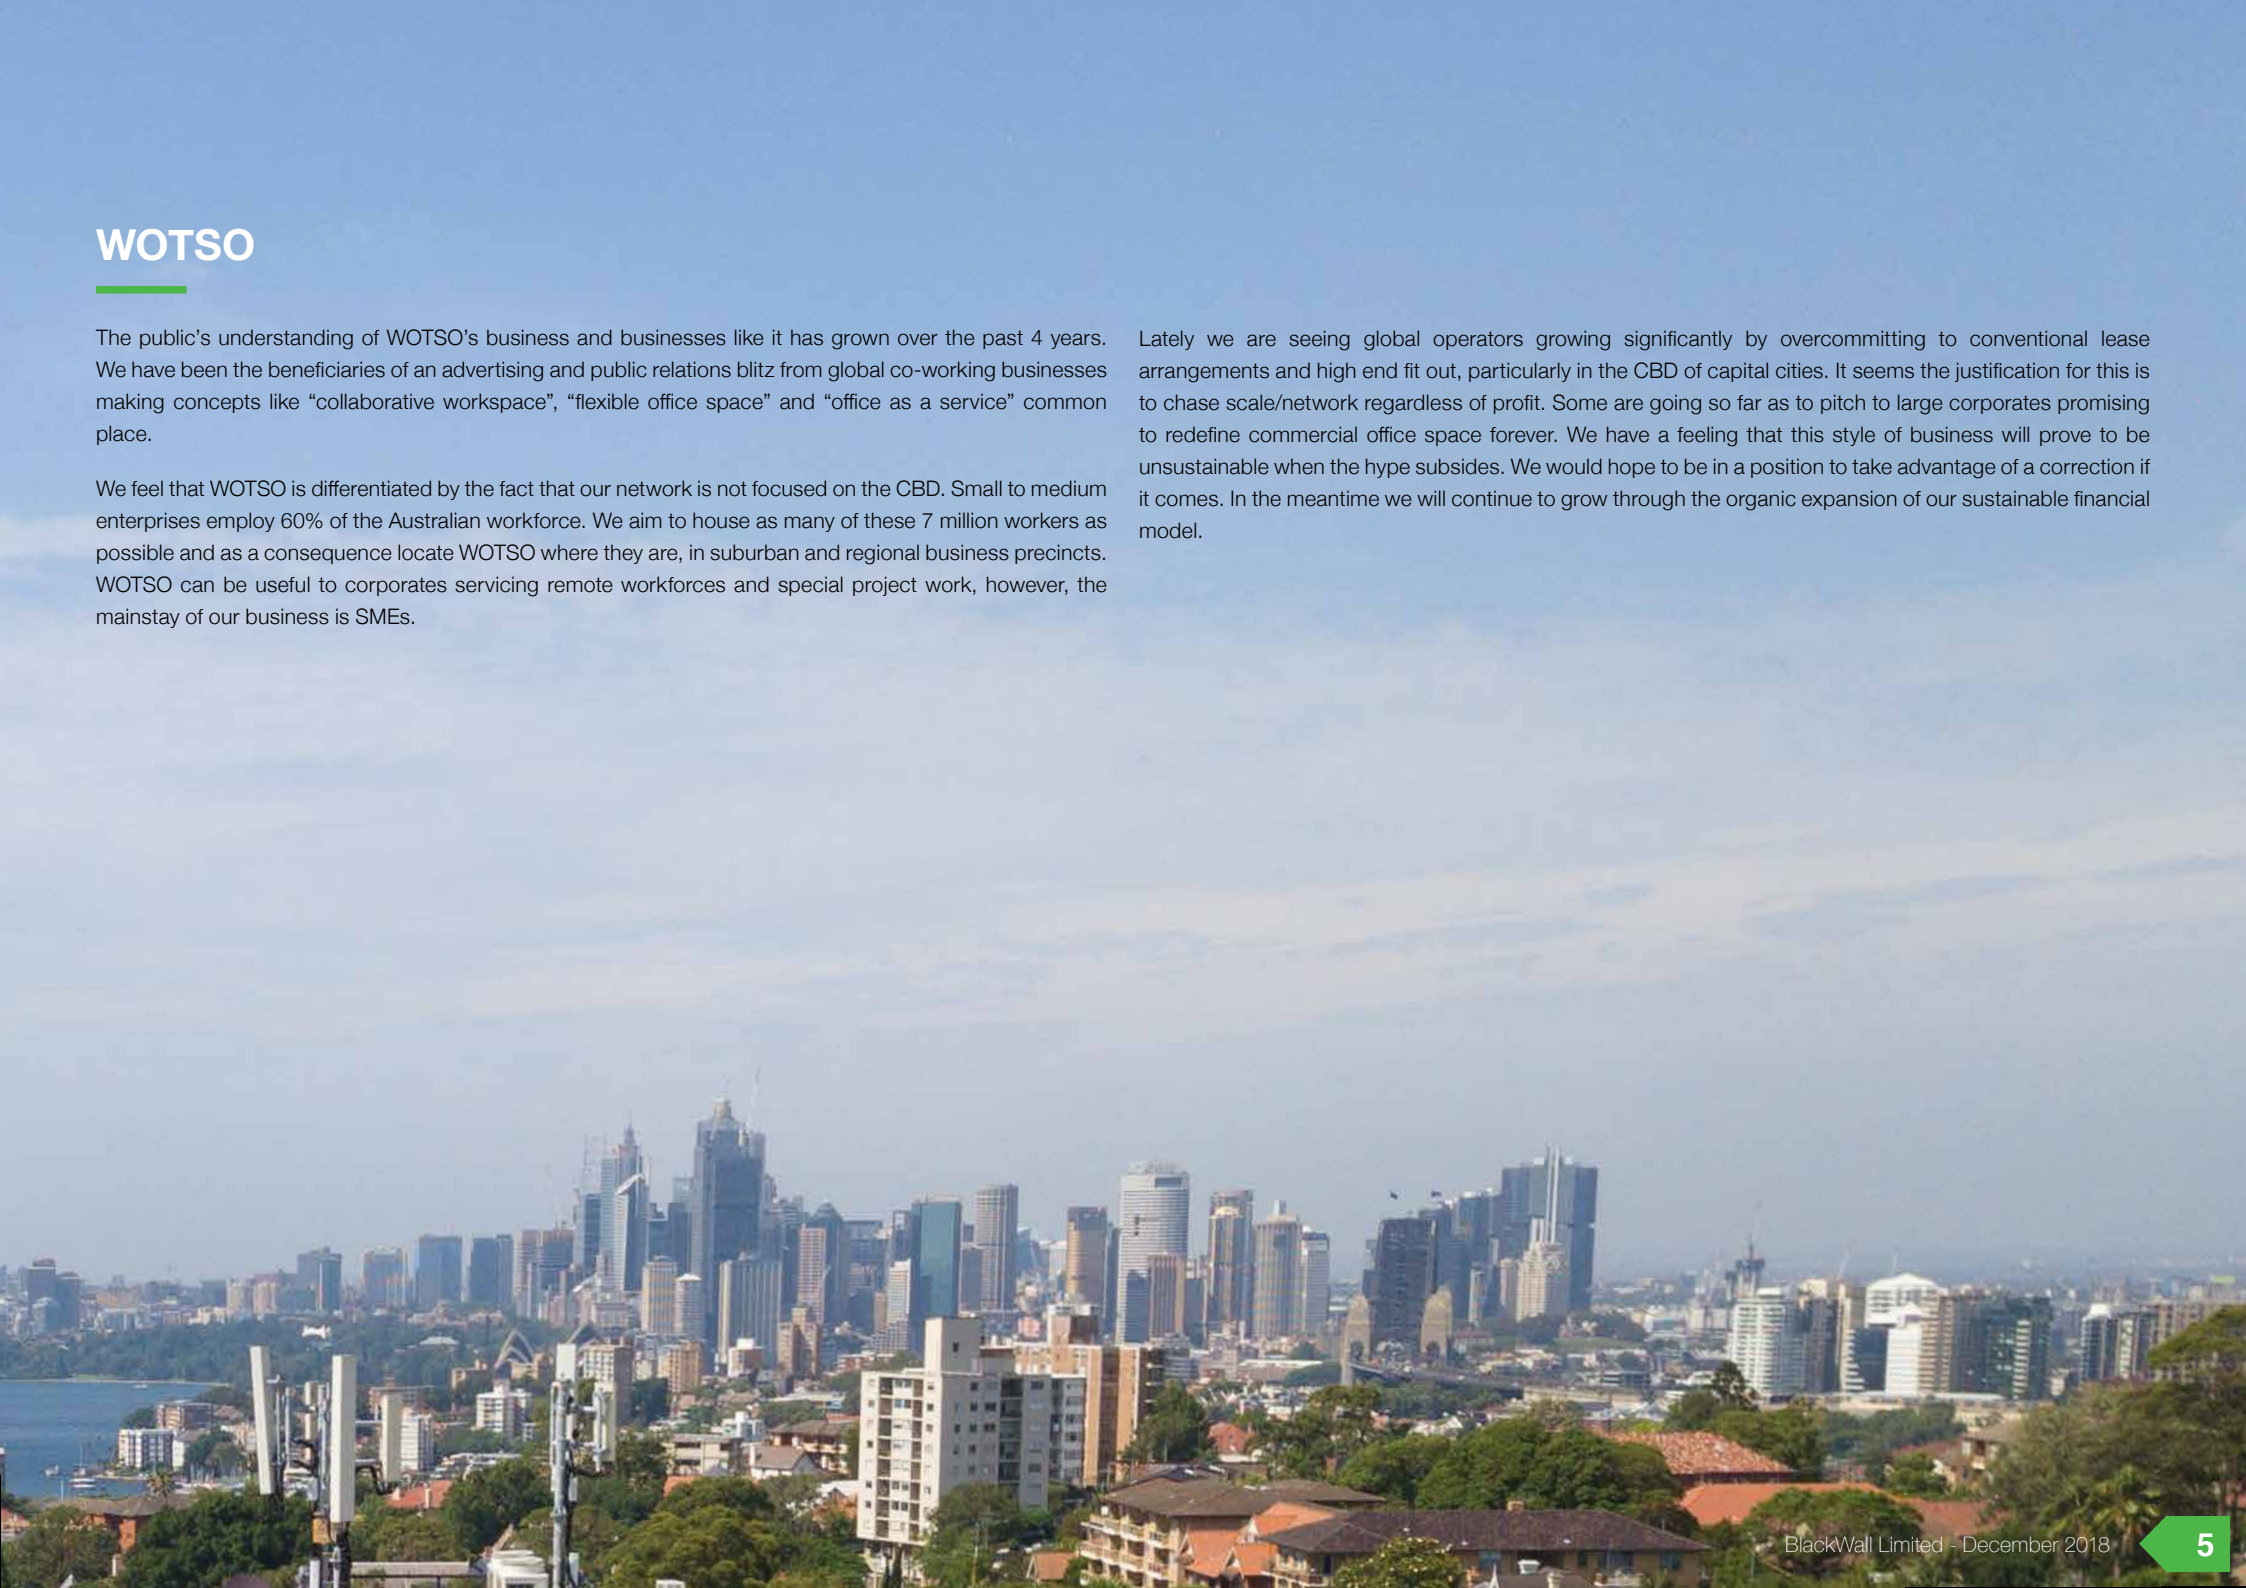 WOTSO
The public’s understanding of WOTSO’s business and businesses like it has grown over the past 4 years.
We have been the beneficiaries of an advertising and public relations blitz from global co-working businesses
making concepts like “collaborative workspace”, “flexible office space” and “office as a service” common
place.
We feel that WOTSO is differentiated by the fact that our network is not focused on the CBD. Small to medium
enterprises employ 60% of the Australian workforce. We aim to house as many of these 7 million workers as
possible and as a consequence locate WOTSO where they are, in suburban and regional business precincts.
WOTSO can be useful to corporates servicing remote workforces and special project work, however, the
mainstay of our business is SMEs.
Lately we are seeing global operators growing significantly by overcommitting to conventional lease
arrangements and high end fit out, particularly in the CBD of capital cities. It seems the justification for this is
to chase scale/network regardless of profit. Some are going so far as to pitch to large corporates promising
to redefine commercial office space forever. We have a feeling that this style of business will prove to be
unsustainable when the hype subsides. We would hope to be in a position to take advantage of a correction if
it comes. In the meantime we will continue to grow through the organic expansion of our sustainable financial
model.
BlackWall Limited - December 2018
5